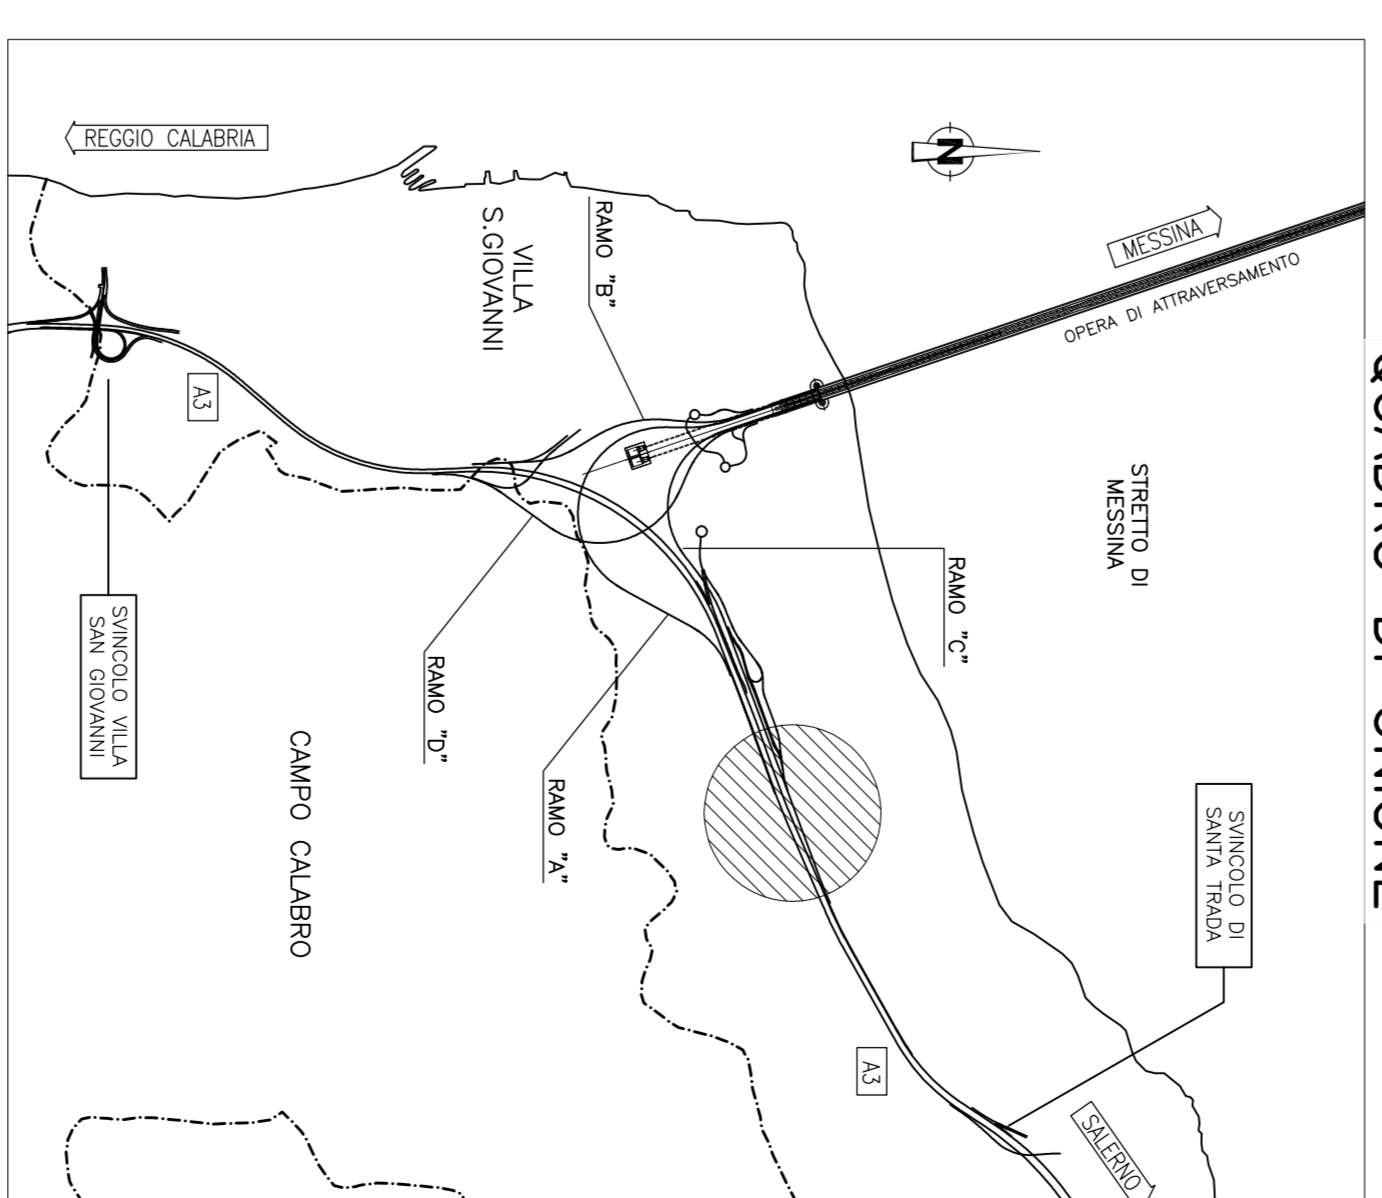 REGGIO CALABRIA
N
MESSINA
OPERA DI ATTRAVERSAMENTO
VILLA
S.GIOVANNI
RAMO "B"
A3
STRETTO DI
MESSINA
RAMO "C"
SVINCOLO VILLA
SAN GIOVANNI
RAMO "D"
RAMO "A"
CAMPO CALABRO
SVINCOLO DI
SANTA TRADA
A3
SALERNO